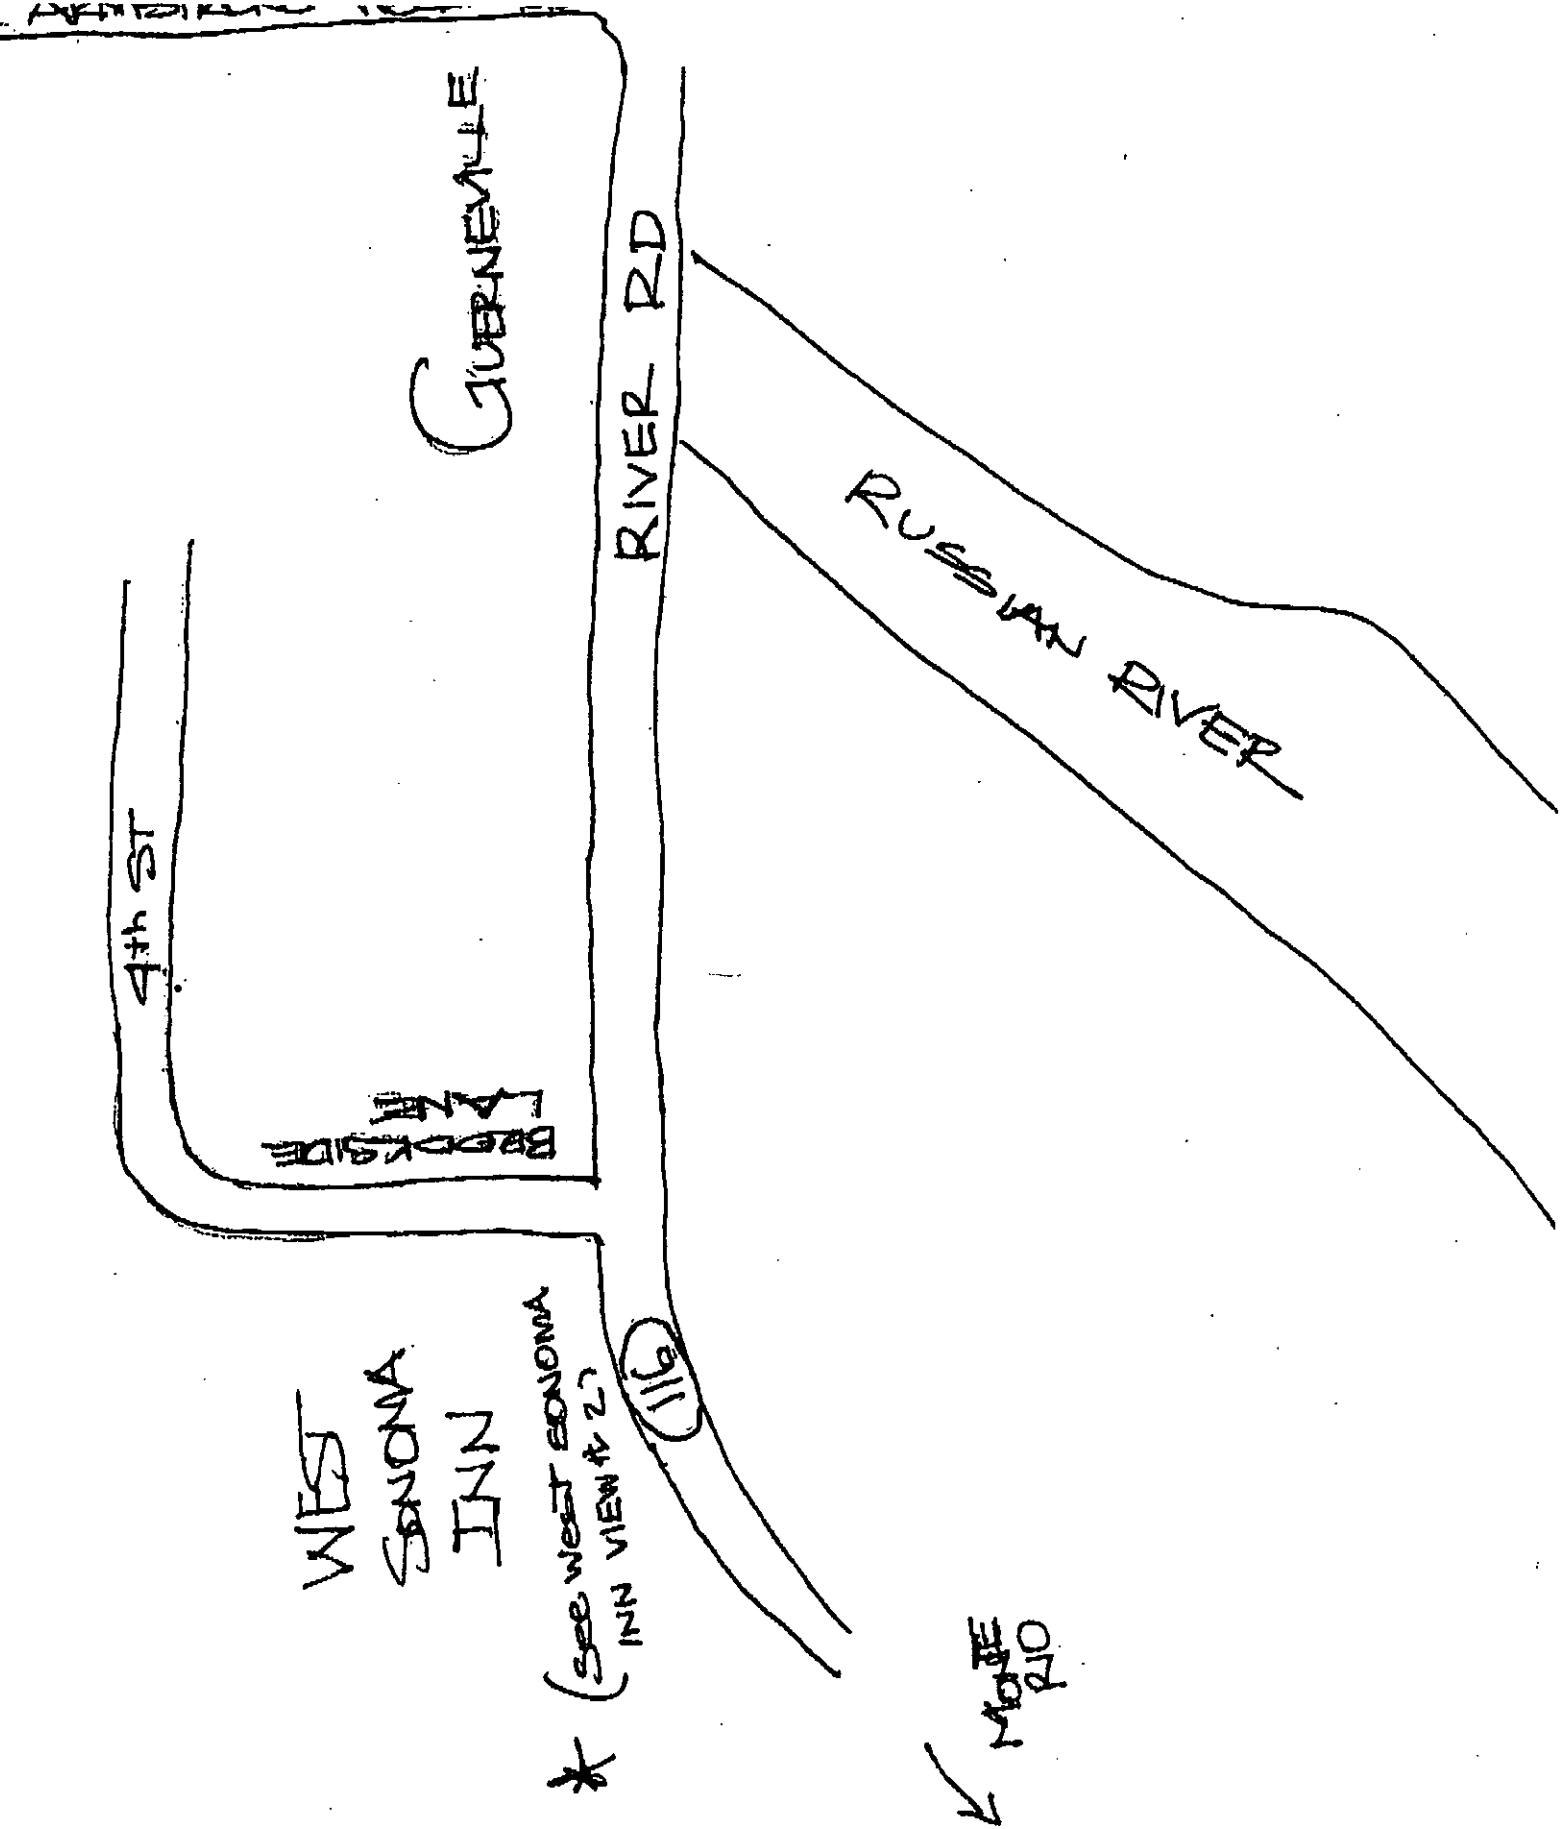 GUERNEVILLE
RIVER RD
RUSSIAN RIVER
4th ST
BROOKSIDE
LANE
WEST
SONOMA
INN
* (SEE WEST SONOMA
INN VIEW # 2)
116
MONTE
RIO